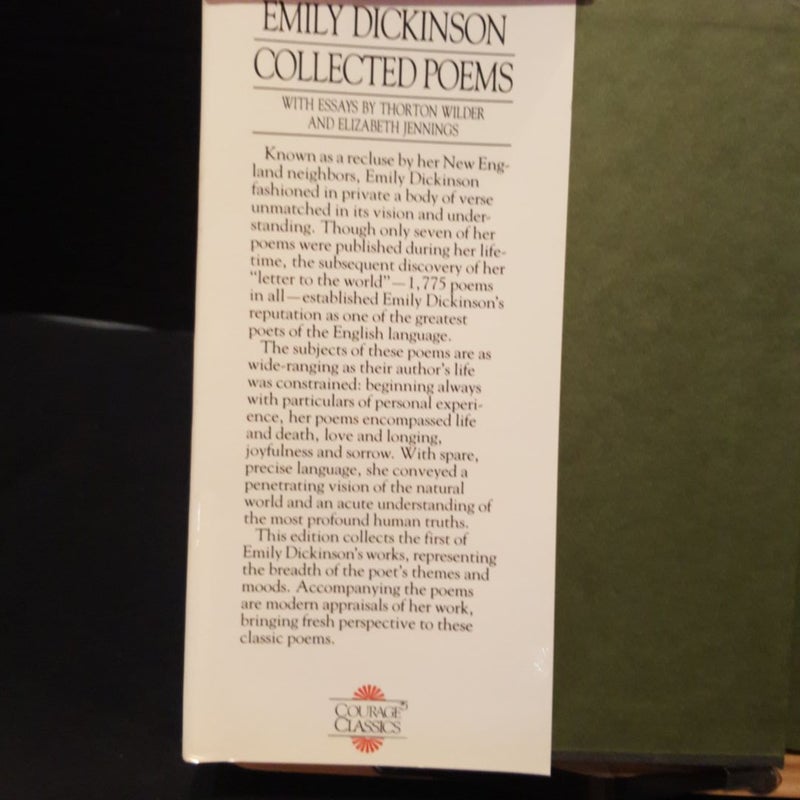 EMILY DICKINSON
COLLECTED POEMS
WITH ESSAYS BY THORTON WILDER
AND ELIZABETH JENNINGS
Known as a recluse by her New Eng-
land neighbors, Emily Dickinson
fashioned in private a body of verse
unmatched in its vision and under-
standing. Though only seven of her
poems were published during her life-
time, the subsequent discovery of her
“letter to the world”—1,775 poems
in all—established Emily Dickinson's
reputation as one of the greatest
poets of the English language.
The subjects of these poems are as
wide-ranging as their author's life
was constrained: beginning always
with particulars of personal experi-
ence, her poems encompassed life
and death, love and longing,
joyfulness and sorrow. With spare,
precise language, she conveyed a
penetrating vision of the natural
world and an acute understanding of
the most profound human truths.
This edition collects the first of
Emily Dickinson's works, representing
the breadth of the poet's themes and
moods. Accompanying the poems
are modern appraisals of her work,
bringing fresh perspective to these
classic poems.
COURAGE
CLASSICS